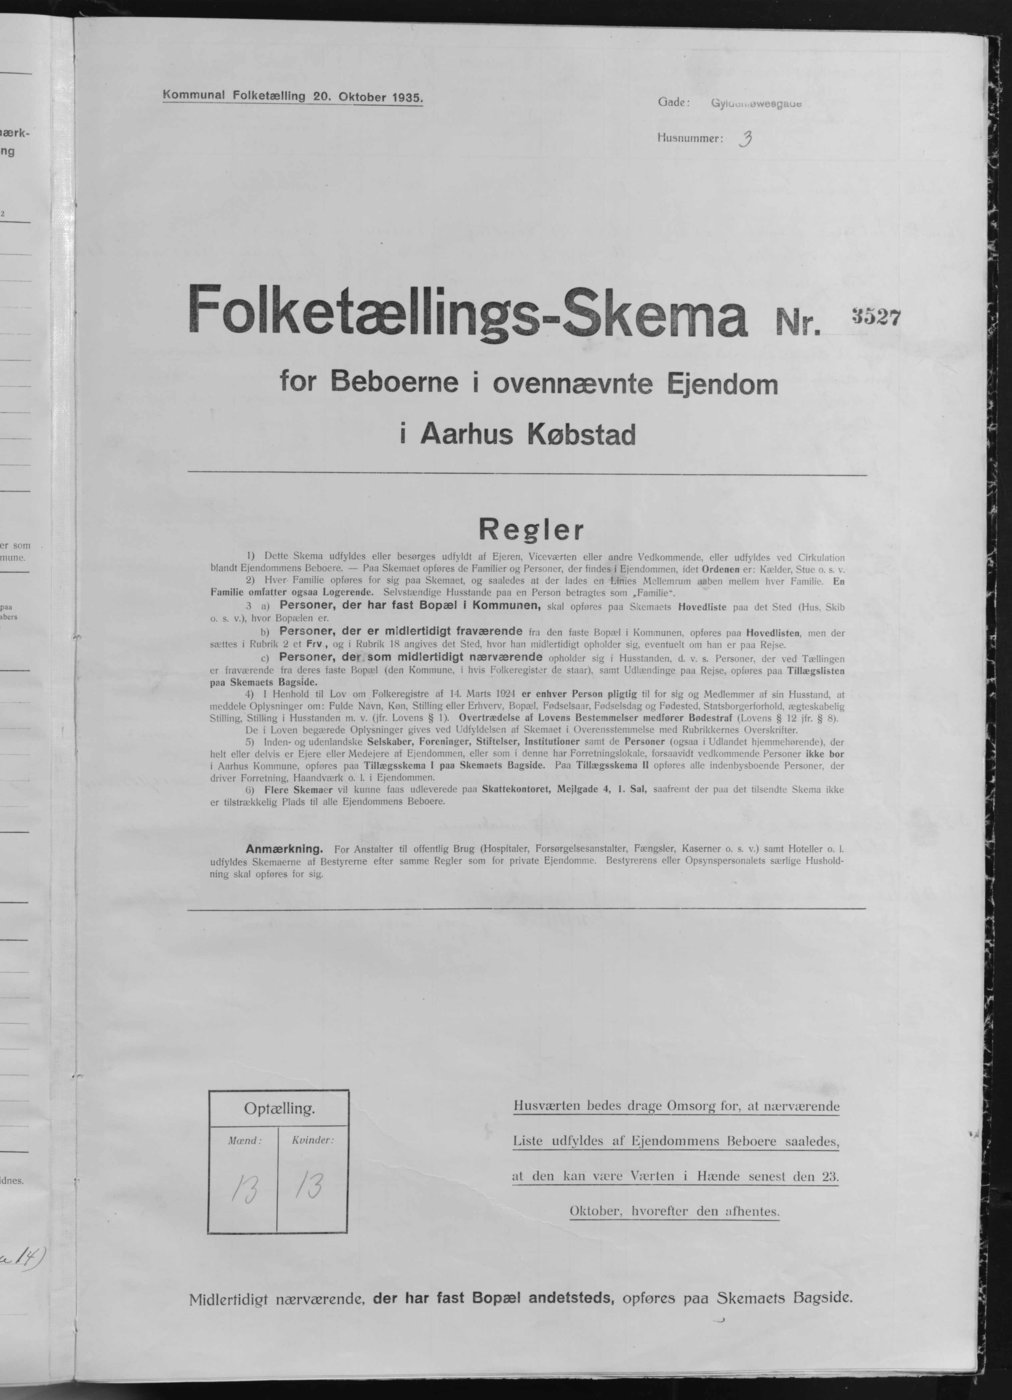 Kommunal Folketælling 20. Oktober 1935.
Gade:
Husnummer: 3
Folketællings-Skema Nr. 3527
for Beboerne i ovennævnte Ejendom
i Aarhus Købstad
Regler
1) Dette Skema udfyldes eller besørges udfyldt af Ejeren, Viceværten eller andre Vedkommende, eller udfyldes ved Cirkulation
blandt Ejendommens Beboere. — Paa Skemaet opføres de Familier og Personer, der findes i Ejendommen, idet Ordenen er: Kælder, Stue o. s. v.
2) Hver Familie opføres for sig paa Skemaet, og saaledes at der lades en Linies Mellemrum aaben mellem hver Familie. En
Familie omfatter ogsaa Logerende. Selvstændige Husstande paa en Person betragtes som „Familie“.
3 a) Personer, der har fast Bopæl i Kommunen, skal opføres paa Skemaets Hovedliste paa det Sted (Hus, Skib
o. s. v.), hvor Bopælen er.
b) Personer, der er midlertidigt fraværende fra den faste Bopæl i Kommunen, opføres paa Hovedlisten, men der
sættes i Rubrik 2 et Frv., og i Rubrik 18 angives det Sted, hvor han midlertidigt opholder sig, eventuelt om han er paa Rejse.
c) Personer, der som midlertidigt nærværende opholder sig i Husstanden, d. v. s. Personer, der ved Tællingen
er fraværende fra deres faste Bopæl (den Kommune, i hvis Folkeregister de staar), samt Udlændinge paa Rejse, opføres paa Tillægslisten
paa Skemaets Bagside.
4) I Henhold til Lov om Folkeregistre af 14. Marts 1924 er enhver Person pligtig til for sig og Medlemmer af sin Husstand, at
meddele Oplysninger om: Fulde Navn, Køn, Stilling eller Erhverv, Bopæl, Fødselsaar, Fødselsdag og Fødested, Statsborgerforhold, ægteskabelig
Stilling, Stilling i Husstanden m. v. (jfr. Lovens § 1). Overtrædelse af Lovens Bestemmelser medfører Bødestraf (Lovens § 12 jfr. § 8).
De i Loven begærede Oplysninger gives ved Udfyldelsen af Skemaet i Overensstemmelse med Rubrikkernes Overskrifter.
5) Inden- og udenlandske Selskaber, Foreninger, Stiftelser, Institutioner samt de Personer (ogsaa i Udlandet hjemmehørende), der
helt eller delvis er Ejere eller Medejere af Ejendommen, eller som i denne har Forretningslokale, forsaavidt vedkommende Personer ikke bor
i Aarhus Kommune, opføres paa Tillægsskema I paa Skemaets Bagside. Paa Tillægsskema II opføres alle indenbysboende Personer, der
driver Forretning, Haandværk o. l. i Ejendommen.
6) Flere Skemaer vil kunne faas udleverede paa Skattekontoret, Mejlgade 4, 1. Sal, saafremt der paa det tilsendte Skema ikke
er tilstrækkelig Plads til alle Ejendommens Beboere.
Anmærkning. For Anstalter til offentlig Brug (Hospitaler, Forsørgelsesanstalter, Fængsler, Kaserner o. s. v.) samt Hoteller o. l.
udfyldes Skemaerne af Bestyrerne efter samme Regler som for private Ejendomme. Bestyrerens eller Opsynspersonalets særlige Hushold-
ning skal opføres for sig.
Optælling.
Mænd: Kvinder:
13 13
Husværten bedes drage Omsorg for, at nærværende
Liste udfyldes af Ejendommens Beboere saaledes,
at den kan være Værten i Hænde senest den 23.
Oktober, hvorefter den afhentes.
Midlertidigt nærværende, der har fast Bopæl andetsteds, opføres paa Skemaets Bagside.